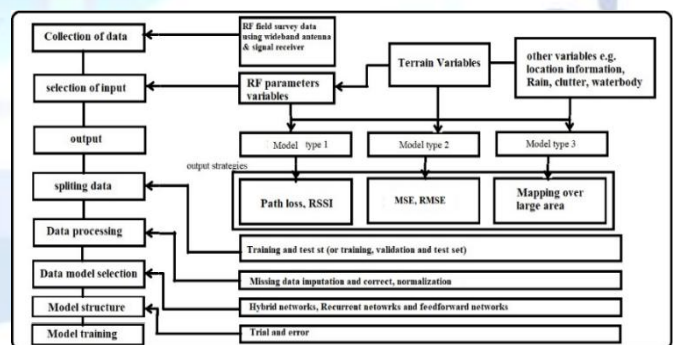 Collection of data
RF field survey data
using wideband antenna
& signal receiver
selection of input
RF parameters
variables
Terrain Variables
other variables e.g.
location information,
Rain, clutter, waterbody
output
Model type 1
Model type 2
Model type 3
output strategies
spliting data
Path loss, RSSI
MSE, RMSE
Mapping over
large area
Data processing
Training and test st (or training, validation and test set)
Data model selection
Missing data imputation and correct, normalization
Model structure
Hybrid networks, Recurrent netowrks and feedforward networks
Model training
Trial and error